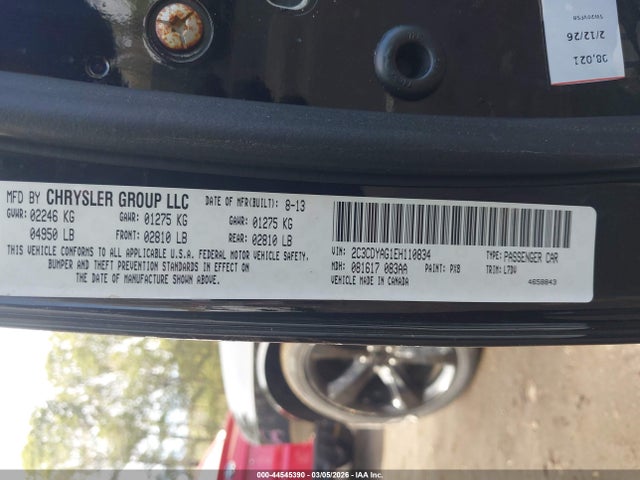 MFD BY CHRYSLER GROUP LLC
DATE OF MFR(BUILT): 8-13
GVWR: 02246 KG GAWR: 01275 KG GAWR: 01275 KG
04950 LB FRONT: 02810 LB REAR: 02810 LB
THIS VEHICLE CONFORMS TO ALL APPLICABLE U.S.A. FEDERAL MOTOR VEHICLE SAFETY,
BUMPER AND THEFT PREVENTION STANDARDS IN EFFECT ON
THE DATE OF MANUFACTURE SHOWN ABOVE.
VIN: 2C3CDYAG1EH110834 TYPE: PASSENGER CAR
MDH: 081617 083AA PAINT: PX8 TRIM: L7DV
VEHICLE MADE IN CANADA 4658843
98,021
2/12/26
000-44545390 - 03/05/2026 - IAA Inc.